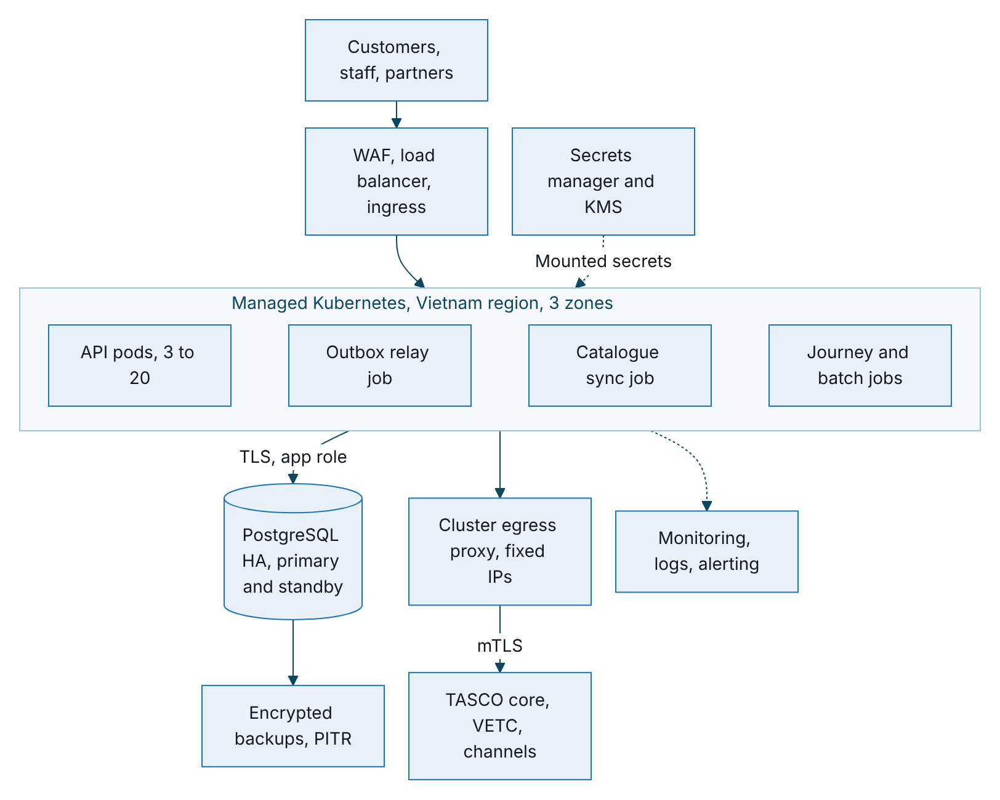 Customers,
staff, partners
WAF, load
balancer,
ingress
Secrets
manager and
KMS
Mounted secrets
Managed Kubernetes, Vietnam region, 3 zones
API pods, 3 to
20
Outbox relay
job
Catalogue
sync job
Journey and
batch jobs
TLS, app role
PostgreSQL
HA, primary
and standby
Cluster egress
proxy, fixed
IPs
Monitoring,
logs, alerting
mTLS
Encrypted
backups, PITR
TASCO core,
VETC,
channels